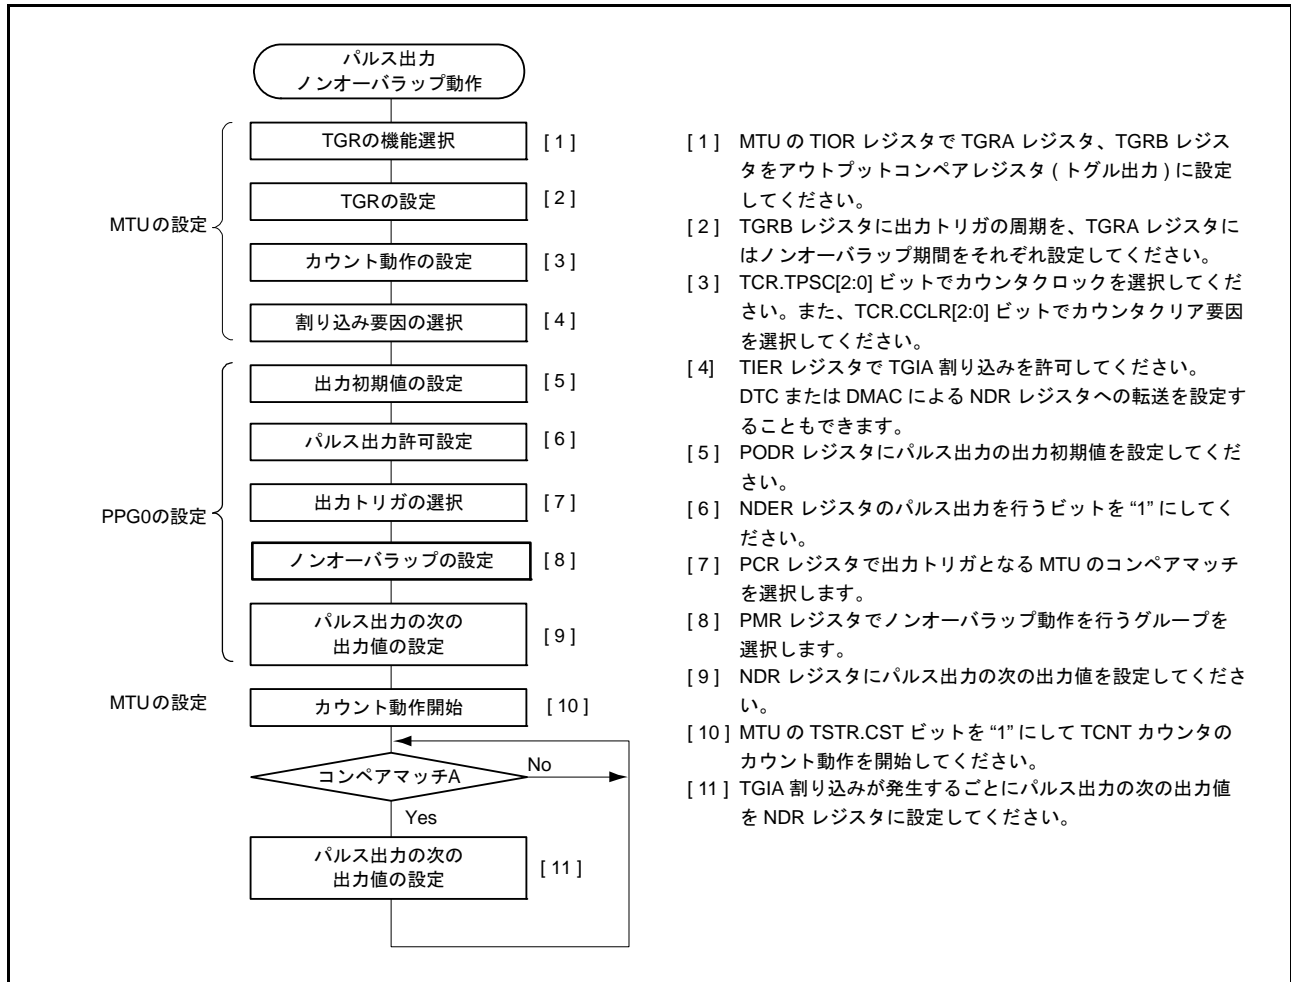 パルス出力
ノンオーバラップ動作
MTUの設定
TGRの機能選択
[ 1 ]
TGRの設定
[ 2 ]
カウント動作の設定
[ 3 ]
割り込み要因の選択
[ 4 ]
PPG0の設定
出力初期値の設定
[ 5 ]
パルス出力許可設定
[ 6 ]
出力トリガの選択
[ 7 ]
ノンオーバラップの設定
[ 8 ]
パルス出力の次の
出力値の設定
[ 9 ]
MTUの設定
カウント動作開始
[ 10 ]
コンペアマッチA
No
Yes
パルス出力の次の
出力値の設定
[ 11 ]
[ 1 ] MTU の TIOR レジスタで TGRA レジスタ、TGRB レジス
タをアウトプットコンペアレジスタ ( トグル出力 ) に設定
してください。
[ 2 ] TGRB レジスタに出力トリガの周期を、TGRA レジスタに
はノンオーバラップ期間をそれぞれ設定してください。
[ 3 ] TCR.TPSC[2:0] ビットでカウンタクロックを選択してくだ
さい。また、TCR.CCLR[2:0] ビットでカウンタクリア要因
を選択してください。
[ 4] TIER レジスタで TGIA 割り込みを許可してください。
DTC または DMAC による NDR レジスタへの転送を設定す
ることもできます。
[ 5 ] PODR レジスタにパルス出力の出力初期値を設定してくだ
さい。
[ 6 ] NDER レジスタのパルス出力を行うビットを “1” にしてく
ださい。
[ 7 ] PCR レジスタで出力トリガとなる MTU のコンペアマッチ
を選択します。
[ 8 ] PMR レジスタでノンオーバラップ動作を行うグループを
選択します。
[ 9 ] NDR レジスタにパルス出力の次の出力値を設定してくださ
い。
[ 10 ] MTU の TSTR.CST ビットを “1” にして TCNT カウンタの
カウント動作を開始してください。
[ 11 ] TGIA 割り込みが発生するごとにパルス出力の次の出力値
を NDR レジスタに設定してください。